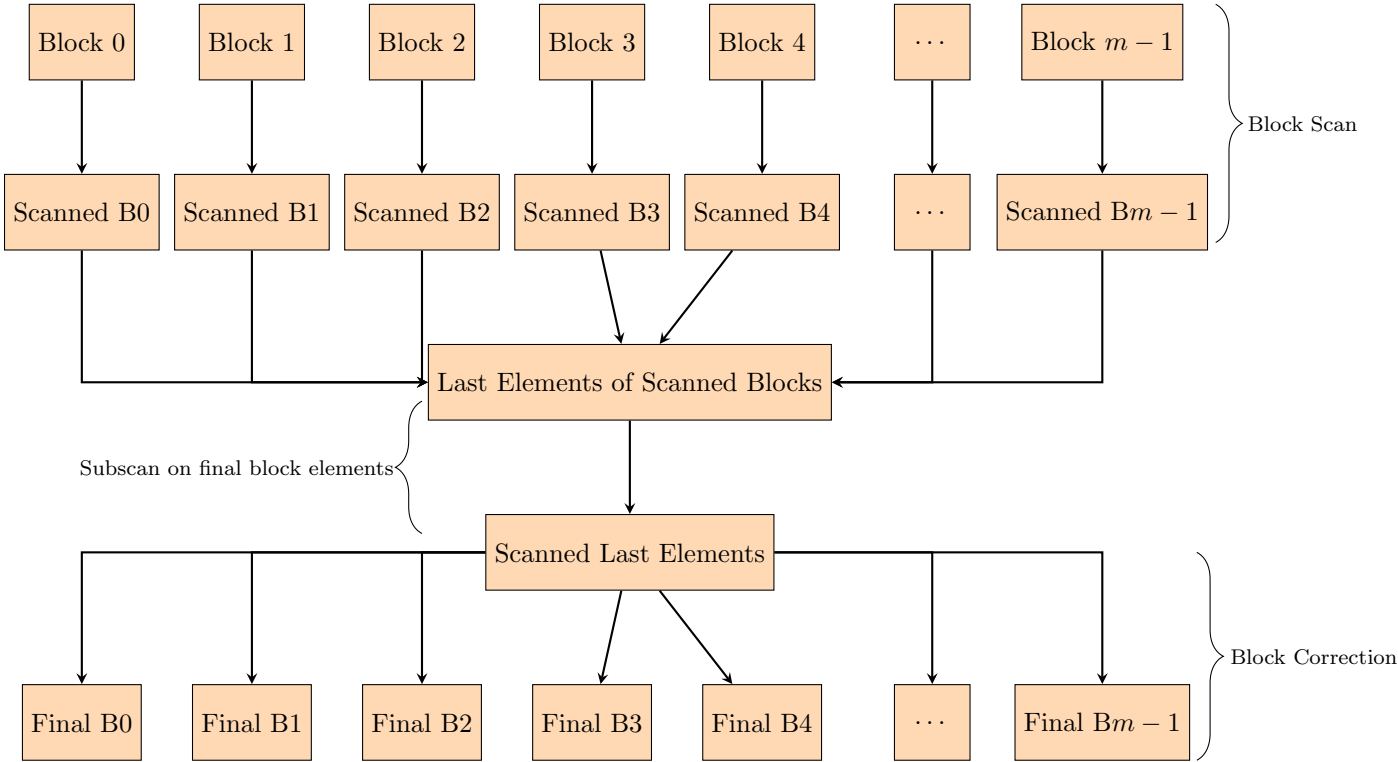 Block 0
Block 1
Block 2
Block 3
Block 4
⋯
Block m − 1
Block Scan
Scanned B0
Scanned B1
Scanned B2
Scanned B3
Scanned B4
⋯
Scanned Bm − 1
Last Elements of Scanned Blocks
Subscan on final block elements
Scanned Last Elements
Block Correction
Final B0
Final B1
Final B2
Final B3
Final B4
⋯
Final Bm − 1